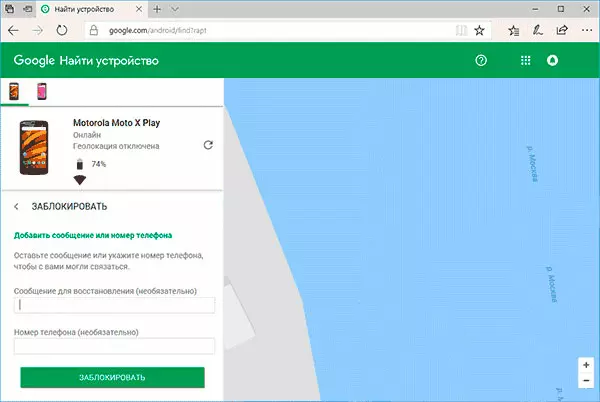 Найти устройство
google.com/android/find?rapt
Google Найти устройство
Motorola Moto X Play
Онлайн
Геолокация отключена
74%
ЗАБЛОКИРОВАТЬ
Добавить сообщение или номер телефона
Оставьте сообщение или укажите номер телефона,
чтобы с вами могли связаться.
Сообщение для восстановления (необязательно)
Номер телефона (необязательно)
ЗАБЛОКИРОВАТЬ
р. Москва
р. Москва
р. Москва